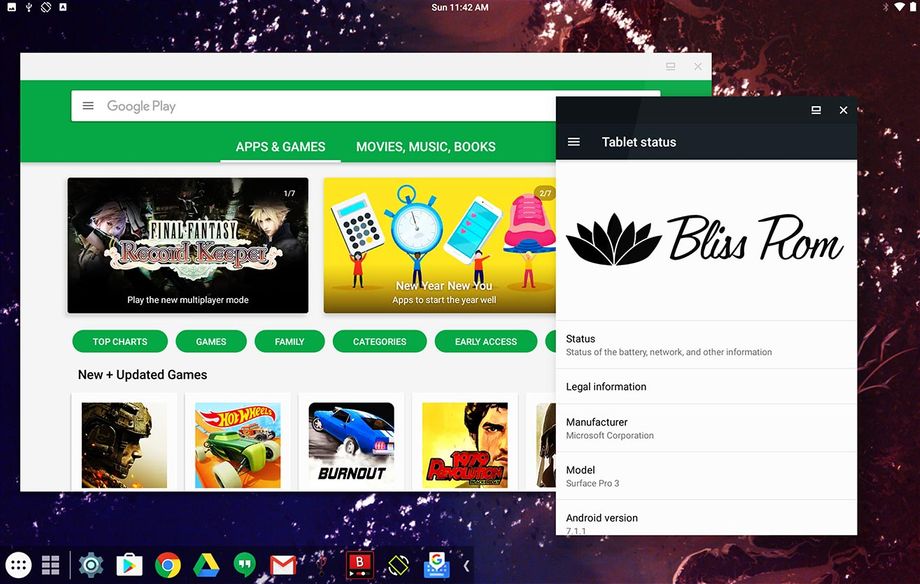 Sun 11:42 AM
Google Play
APPS & GAMES
MOVIES, MUSIC, BOOKS
1/7
FINAL FANTASY
Record Keeper
Play the new multiplayer mode
2/7
New Year New You
Apps to start the year well
TOP CHARTS
GAMES
FAMILY
CATEGORIES
EARLY ACCESS
New + Updated Games
HOT WHEELS
BURNOUT
1979
REVOLUTION
BLACK FRIDAY
Tablet status
Bliss Rom
Status
Status of the battery, network, and other information
Legal information
Manufacturer
Microsoft Corporation
Model
Surface Pro 3
Android version
7.1.1
A
B
G